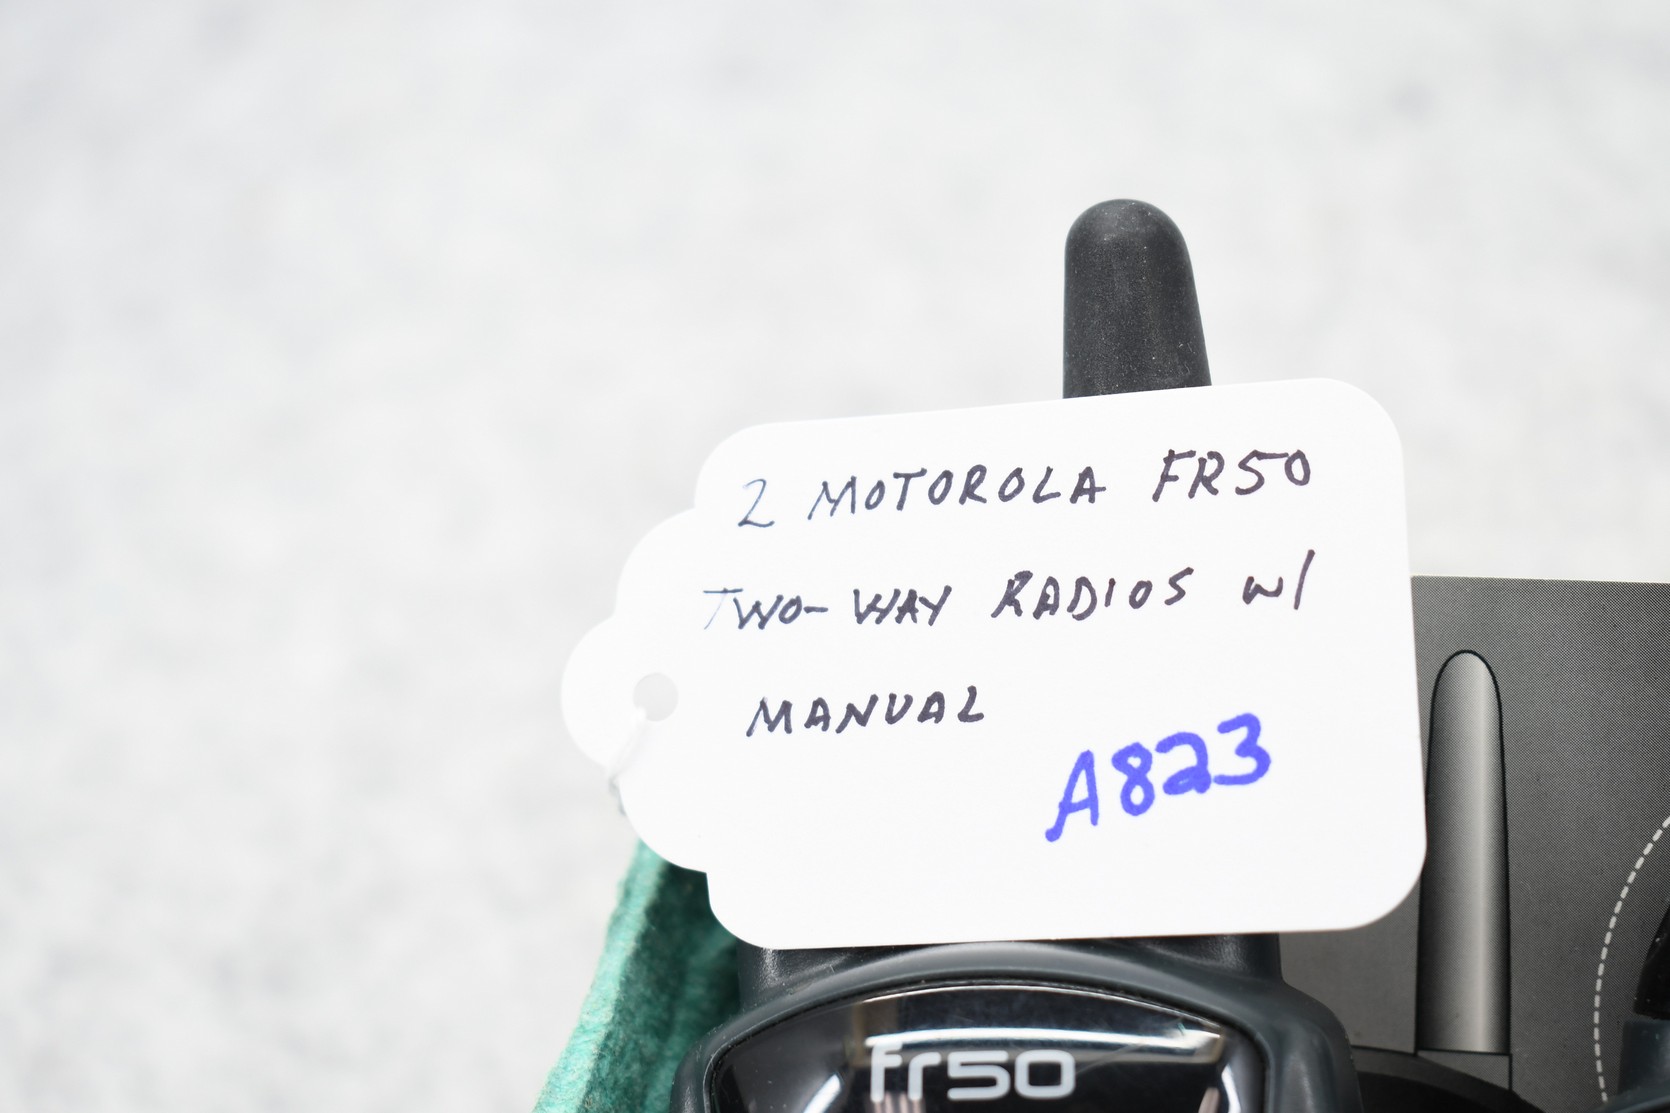 2 MOTOROLA FR50
TWO-WAY RADIOS W/
MANUAL
A823
fr50